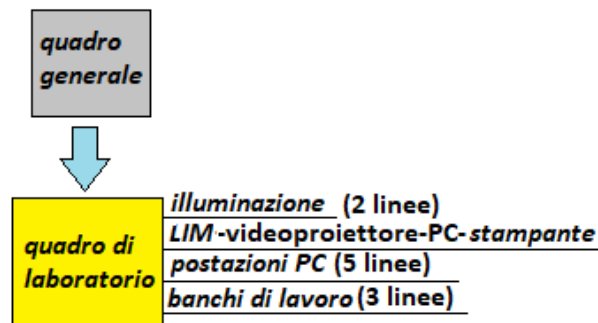 quadro
generale
illuminazione (2 linee)
LIM-videoproiettore-PC-stampante
quadro di
laboratorio
postazioni PC (5 linee)
banchi di lavoro (3 linee)